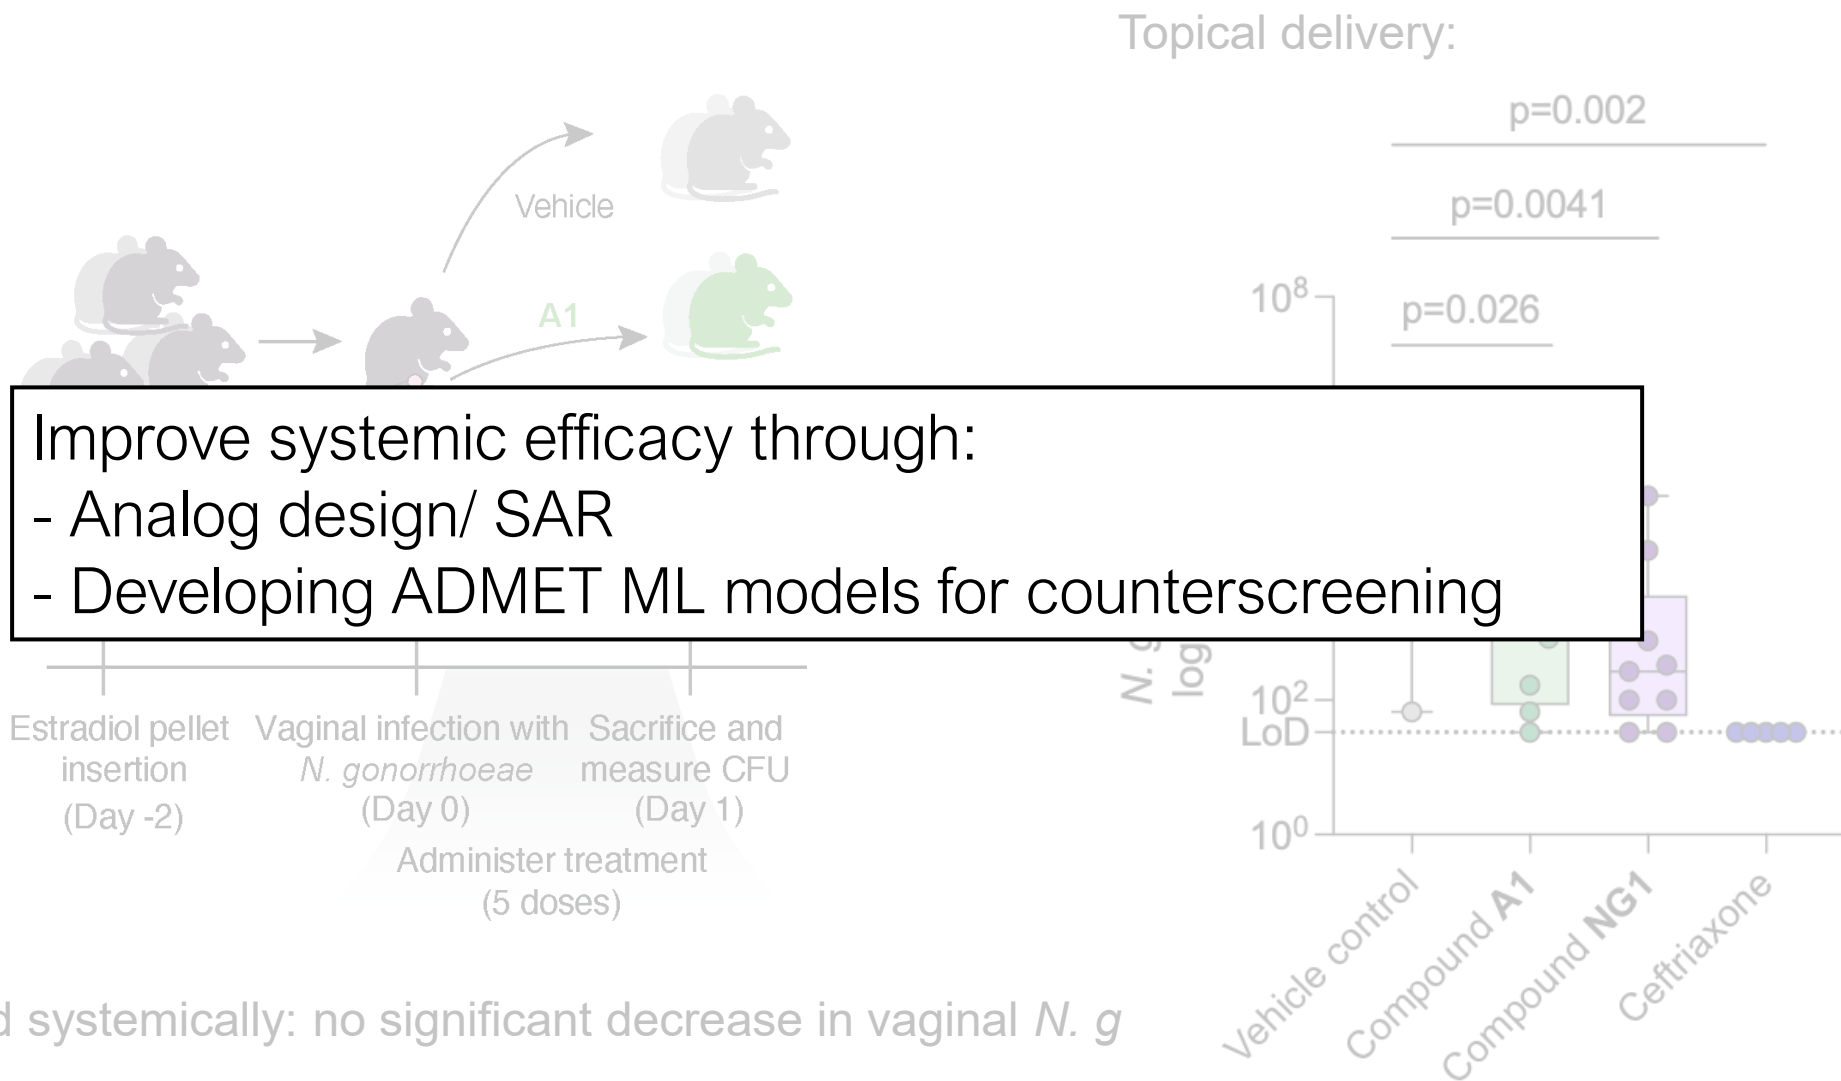 Topical delivery:
p=0.002
p=0.0041
p=0.026
Vehicle
A1
10⁸
Improve systemic efficacy through:
- Analog design/ SAR
- Developing ADMET ML models for counterscreening
N. g
log
10²
LoD
10⁰
Estradiol pellet
insertion
(Day -2)
Vaginal infection with
N. gonorrhoeae
(Day 0)
Sacrifice and
measure CFU
(Day 1)
Administer treatment
(5 doses)
Vehicle control
Compound A1
Compound NG1
Ceftriaxone
d systemically: no significant decrease in vaginal N. g